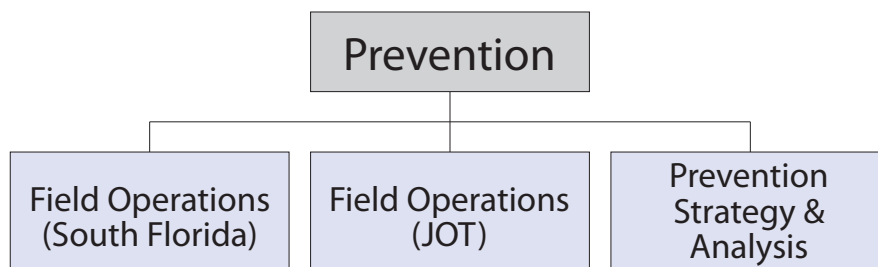 Prevention
Field Operations
(South Florida)
Field Operations
(JOT)
Prevention
Strategy &
Analysis